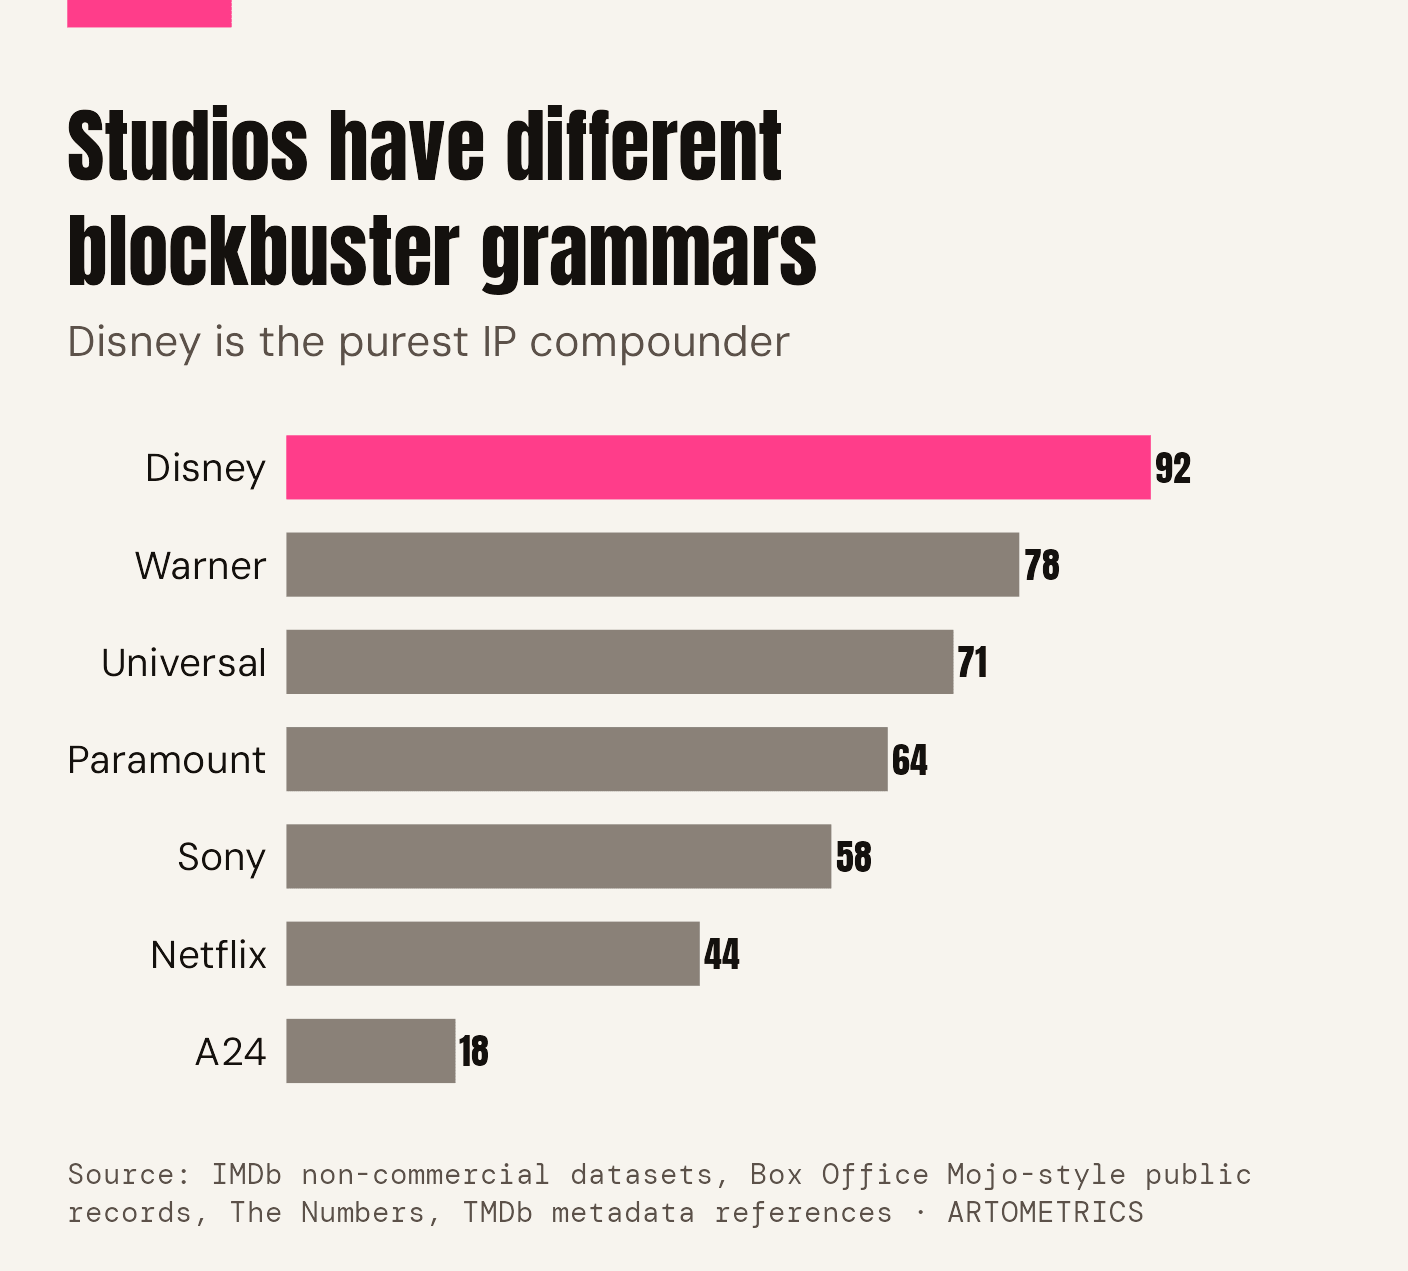 Studios have different
blockbuster grammars
Disney is the purest IP compounder
Disney 92
Warner 78
Universal 71
Paramount 64
Sony 58
Netflix 44
A24 18
Source: IMDb non-commercial datasets, Box Office Mojo-style public
records, The Numbers, TMDb metadata references · ARTOMETRICS